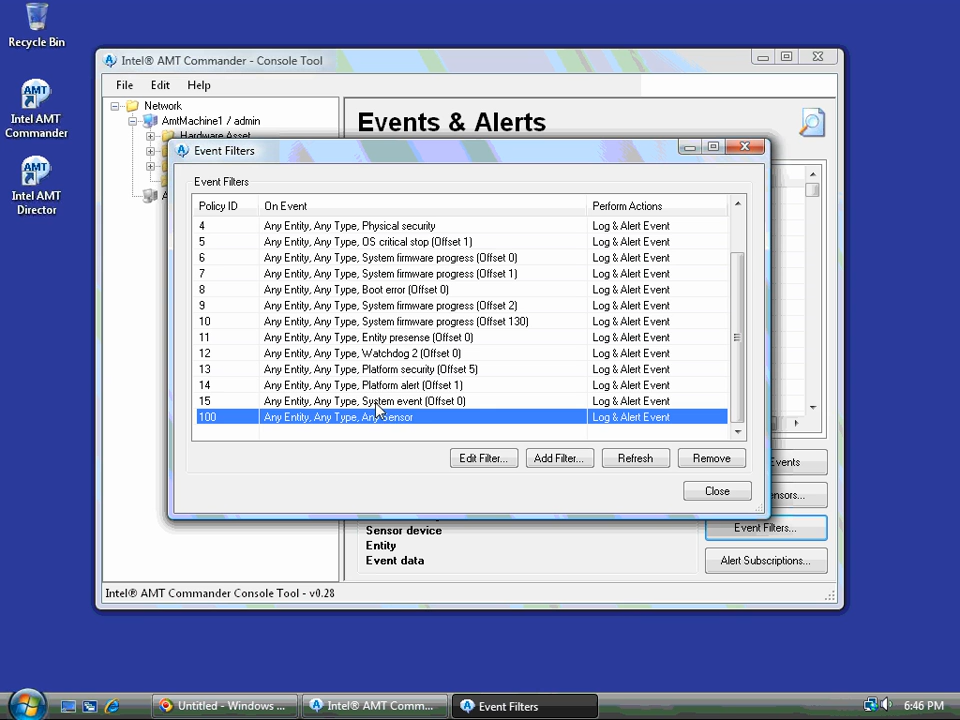 Recycle Bin
Intel AMT
Commander
Intel AMT
Director
Intel® AMT Commander - Console Tool
File Edit Help
Network
AmtMachine1 / admin
Hardware Asset
Events & Alerts
Event Filters
Event Filters
Policy ID On Event Perform Actions
4 Any Entity, Any Type, Physical security Log & Alert Event
5 Any Entity, Any Type, OS critical stop (Offset 1) Log & Alert Event
6 Any Entity, Any Type, System firmware progress (Offset 0) Log & Alert Event
7 Any Entity, Any Type, System firmware progress (Offset 1) Log & Alert Event
8 Any Entity, Any Type, Boot error (Offset 0) Log & Alert Event
9 Any Entity, Any Type, System firmware progress (Offset 2) Log & Alert Event
10 Any Entity, Any Type, System firmware progress (Offset 130) Log & Alert Event
11 Any Entity, Any Type, Entity presense (Offset 0) Log & Alert Event
12 Any Entity, Any Type, Watchdog 2 (Offset 0) Log & Alert Event
13 Any Entity, Any Type, Platform security (Offset 5) Log & Alert Event
14 Any Entity, Any Type, Platform alert (Offset 1) Log & Alert Event
15 Any Entity, Any Type, System event (Offset 0) Log & Alert Event
100 Any Entity, Any Type, Any Sensor Log & Alert Event
Edit Filter... Add Filter... Refresh Remove
Close
Events
sors...
Event Filters...
Alert Subscriptions...
Sensor device
Entity
Event data
Intel® AMT Commander Console Tool - v0.28
Untitled - Windows ... Intel® AMT Comm... Event Filters 6:46 PM